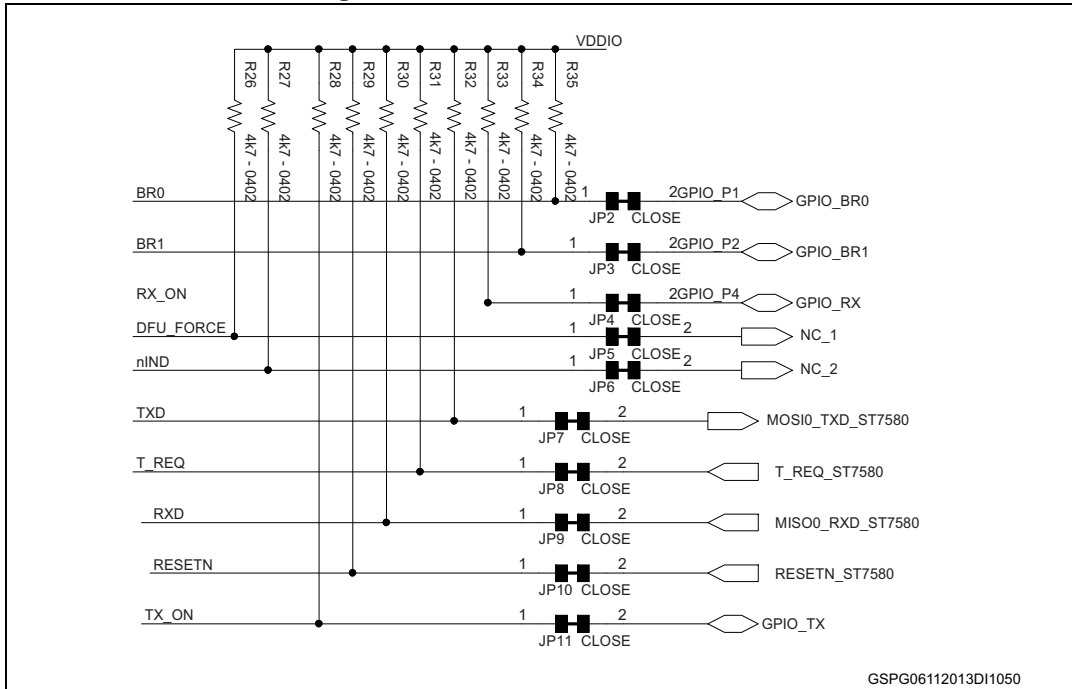 VDDIO
R26
R27
R28
R29
R30
R31
R32
R33
R34
R35
4k7 - 0402
4k7 - 0402
4k7 - 0402
4k7 - 0402
4k7 - 0402
4k7 - 0402
4k7 - 0402
4k7 - 0402
4k7 - 0402
4k7 - 0402
BR0 1 2GPIO_P1 GPIO_BR0
JP2 CLOSE
BR1 1 2GPIO_P2 GPIO_BR1
JP3 CLOSE
RX_ON 1 2GPIO_P4 GPIO_RX
JP4 CLOSE
DFU_FORCE 1 2 NC_1
JP5 CLOSE
nIND 1 2 NC_2
JP6 CLOSE
TXD 1 2 MOSI0_TXD_ST7580
JP7 CLOSE
T_REQ 1 2 T_REQ_ST7580
JP8 CLOSE
RXD 1 2 MISO0_RXD_ST7580
JP9 CLOSE
RESETN 1 2 RESETN_ST7580
JP10 CLOSE
TX_ON 1 2 GPIO_TX
JP11 CLOSE
GSPG06112013DI1050